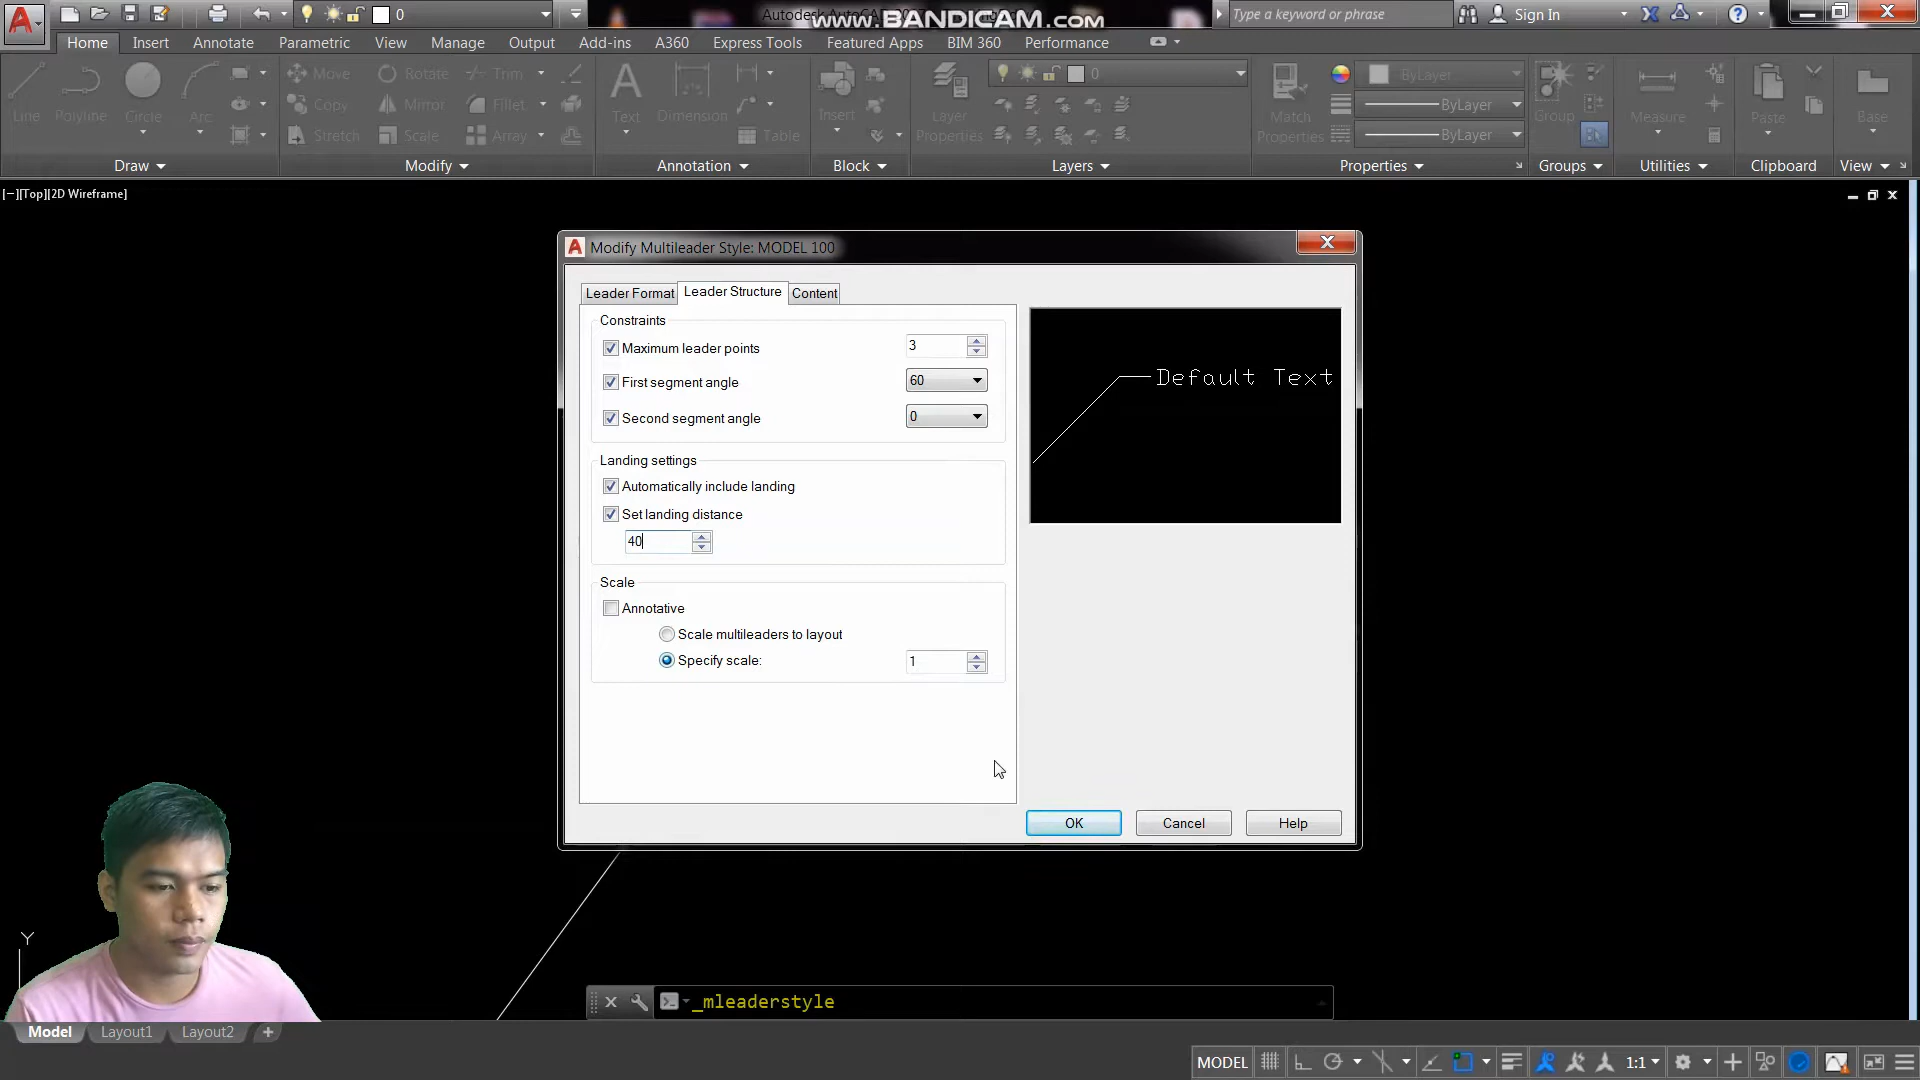 0
Autodesk AutoCA
www.BANDICAM.com
Type a keyword or phrase
Sign In
Home Insert Annotate Parametric View Manage Output Add-ins A360 Express Tools Featured Apps BIM 360 Performance
Line Polyline Circle Arc
Move Rotate Trim
Copy Mirror Fillet
Stretch Scale Array
Text Dimension Table
Insert
Layer Properties
0
Match Properties
ByLayer
ByLayer
ByLayer
Group Measure Paste Base
Draw Modify Annotation Block Layers Properties Groups Utilities Clipboard View
[−][Top][2D Wireframe]
Modify Multileader Style: MODEL 100
Leader Format Leader Structure Content
Constraints
Maximum leader points 3
First segment angle 60
Second segment angle 0
Landing settings
Automatically include landing
Set landing distance
40
Scale
Annotative
Scale multileaders to layout
Specify scale: 1
Default Text
OK Cancel Help
Y
_mleaderstyle
Model Layout1 Layout2 +
MODEL 1:1